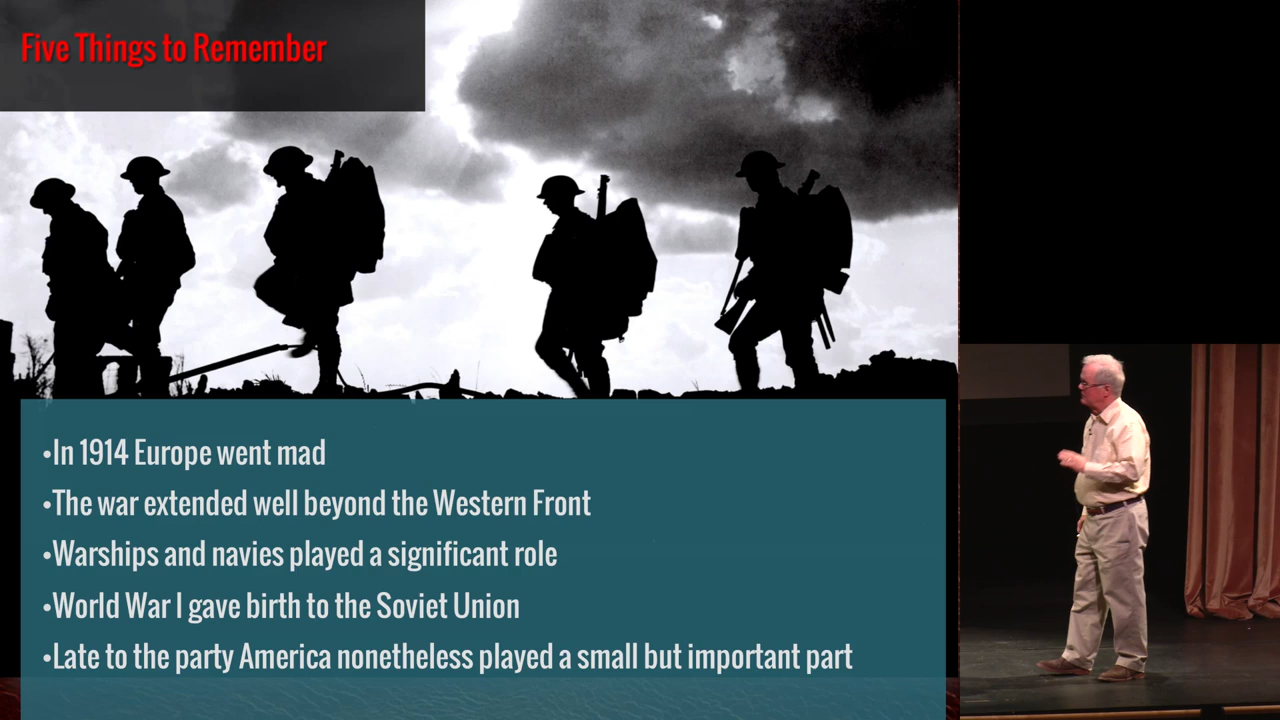 Five Things to Remember
•In 1914 Europe went mad
•The war extended well beyond the Western Front
•Warships and navies played a significant role
•World War I gave birth to the Soviet Union
•Late to the party America nonetheless played a small but important part